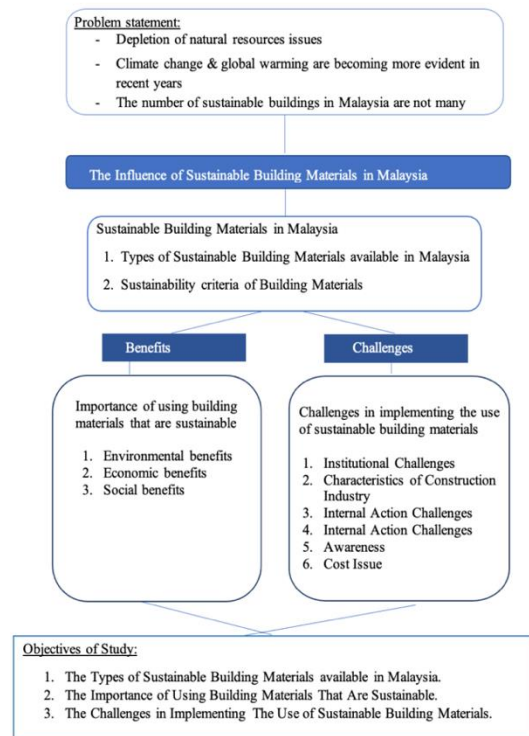 Problem statement:
- Depletion of natural resources issues
- Climate change & global warming are becoming more evident in
recent years
- The number of sustainable buildings in Malaysia are not many
The Influence of Sustainable Building Materials in Malaysia
Sustainable Building Materials in Malaysia
1. Types of Sustainable Building Materials available in Malaysia
2. Sustainability criteria of Building Materials
Benefits
Importance of using building
materials that are sustainable
1. Environmental benefits
2. Economic benefits
3. Social benefits
Challenges
Challenges in implementing the use
of sustainable building materials
1. Institutional Challenges
2. Characteristics of Construction
Industry
3. Internal Action Challenges
4. Internal Action Challenges
5. Awareness
6. Cost Issue
Objectives of Study:
1. The Types of Sustainable Building Materials available in Malaysia.
2. The Importance of Using Building Materials That Are Sustainable.
3. The Challenges in Implementing The Use of Sustainable Building Materials.